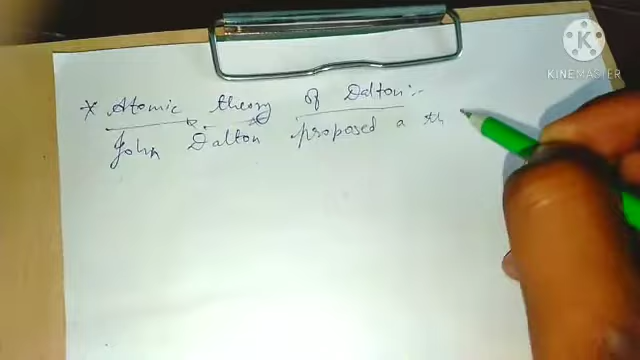 * Atomic theory of Dalton:-
John Dalton proposed a th
KINEMASTER